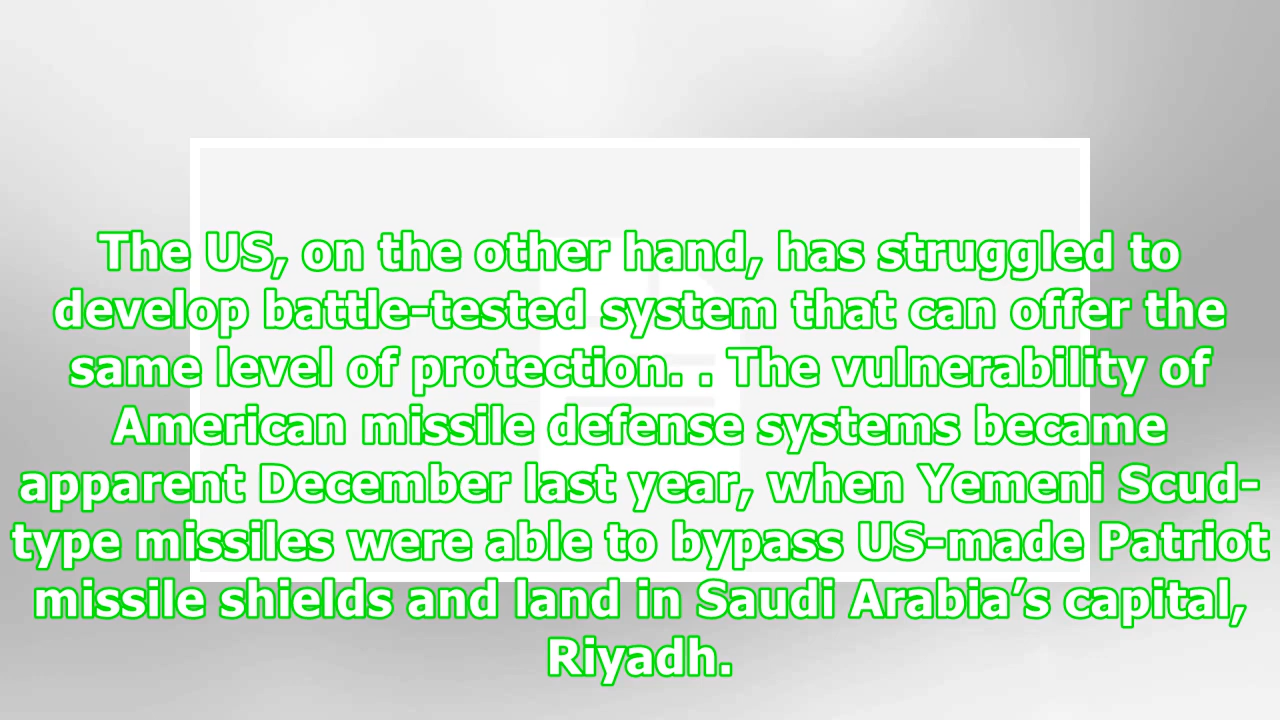 The US, on the other hand, has struggled to
develop battle-tested system that can offer the
same level of protection. . The vulnerability of
American missile defense systems became
apparent December last year, when Yemeni Scud-
type missiles were able to bypass US-made Patriot
missile shields and land in Saudi Arabia’s capital,
Riyadh.